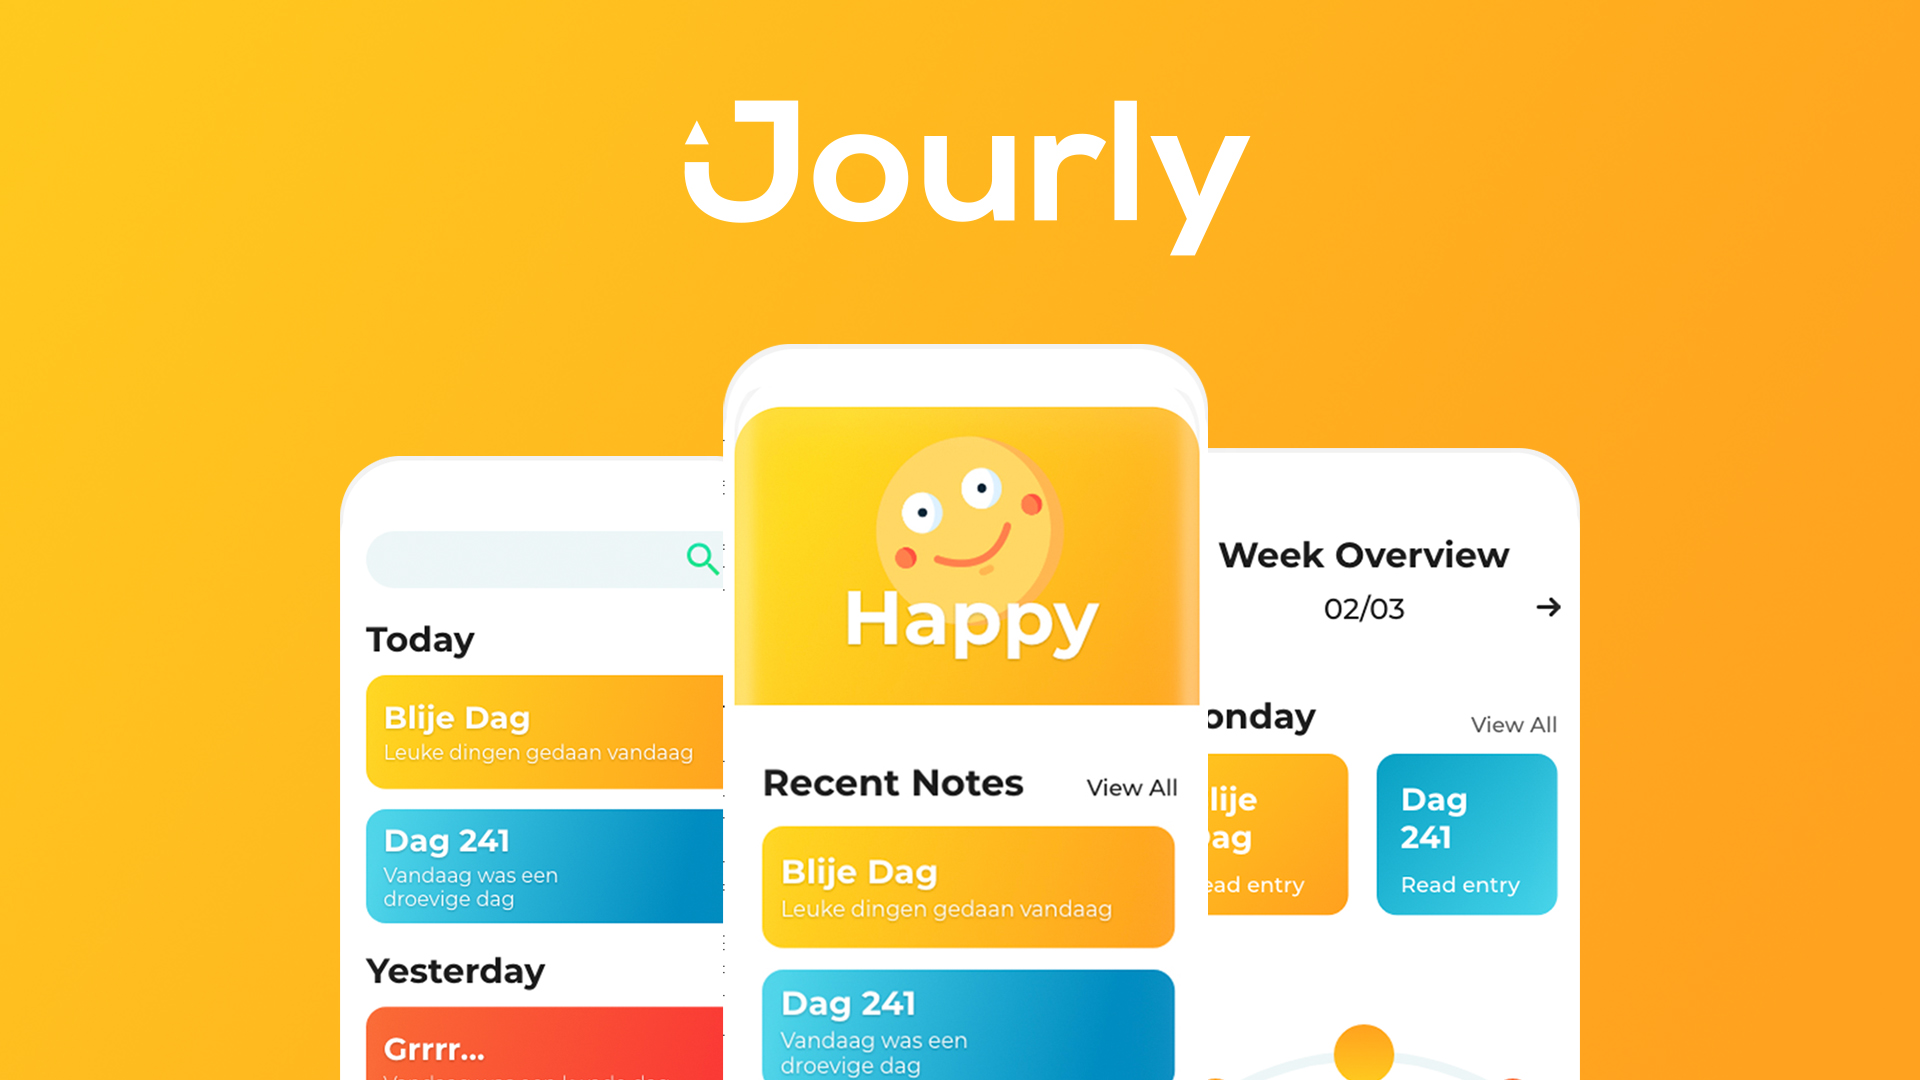 Jourly
Today
Blije Dag
Leuke dingen gedaan vandaag
Dag 241
Vandaag was een
droevige dag
Yesterday
Grrrr...
Happy
Recent Notes
View All
Blije Dag
Leuke dingen gedaan vandaag
Dag 241
Vandaag was een
droevige dag
Week Overview
02/03
onday
View All
lije
ag
ead entry
Dag
241
Read entry